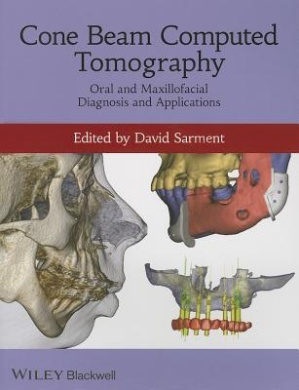 Cone Beam Computed
Tomography
Oral and Maxillofacial
Diagnosis and Applications
Edited by David Sarment
WILEY Blackwell